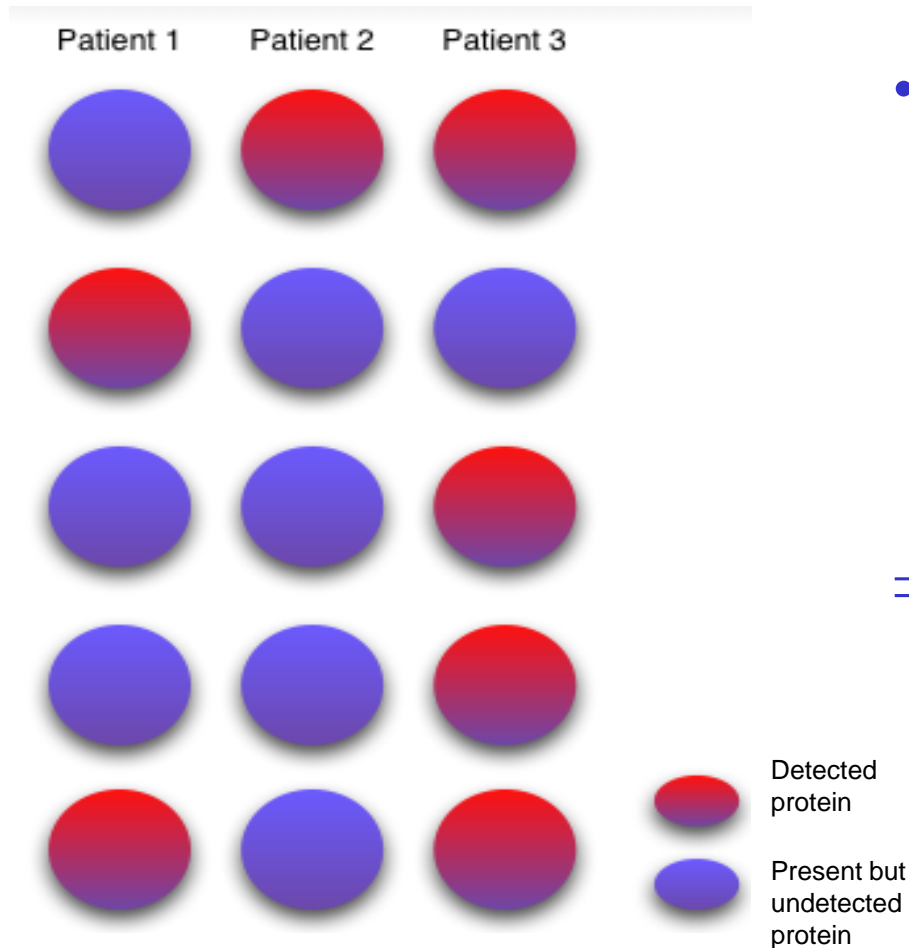 Patient 1 Patient 2 Patient 3
Detected
protein
Present but
undetected
protein